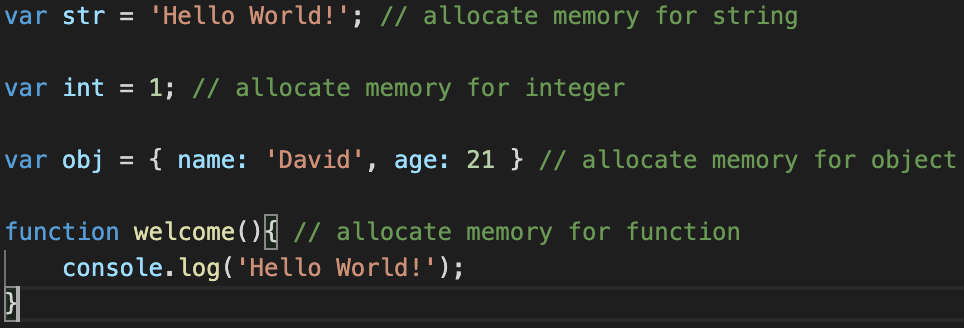 var str = 'Hello World!'; // allocate memory for string
var int = 1; // allocate memory for integer
var obj = { name: 'David', age: 21 } // allocate memory for object
function welcome(){ // allocate memory for function
    console.log('Hello World!');
}